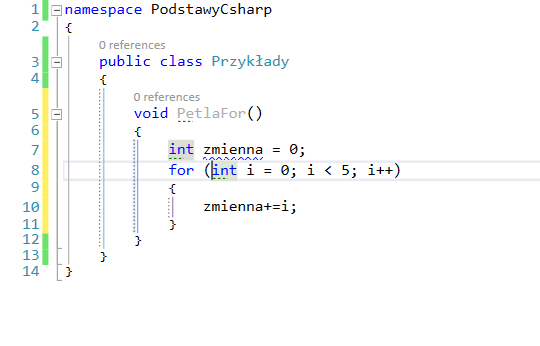 1 namespace PodstawyCsharp
2 {
0 references
3 public class Przykłady
4 {
0 references
5 void PetlaFor()
6 {
7 int zmienna = 0;
8 for (int i = 0; i < 5; i++)
9 {
10 zmienna+=i;
11 }
12 }
13 }
14 }